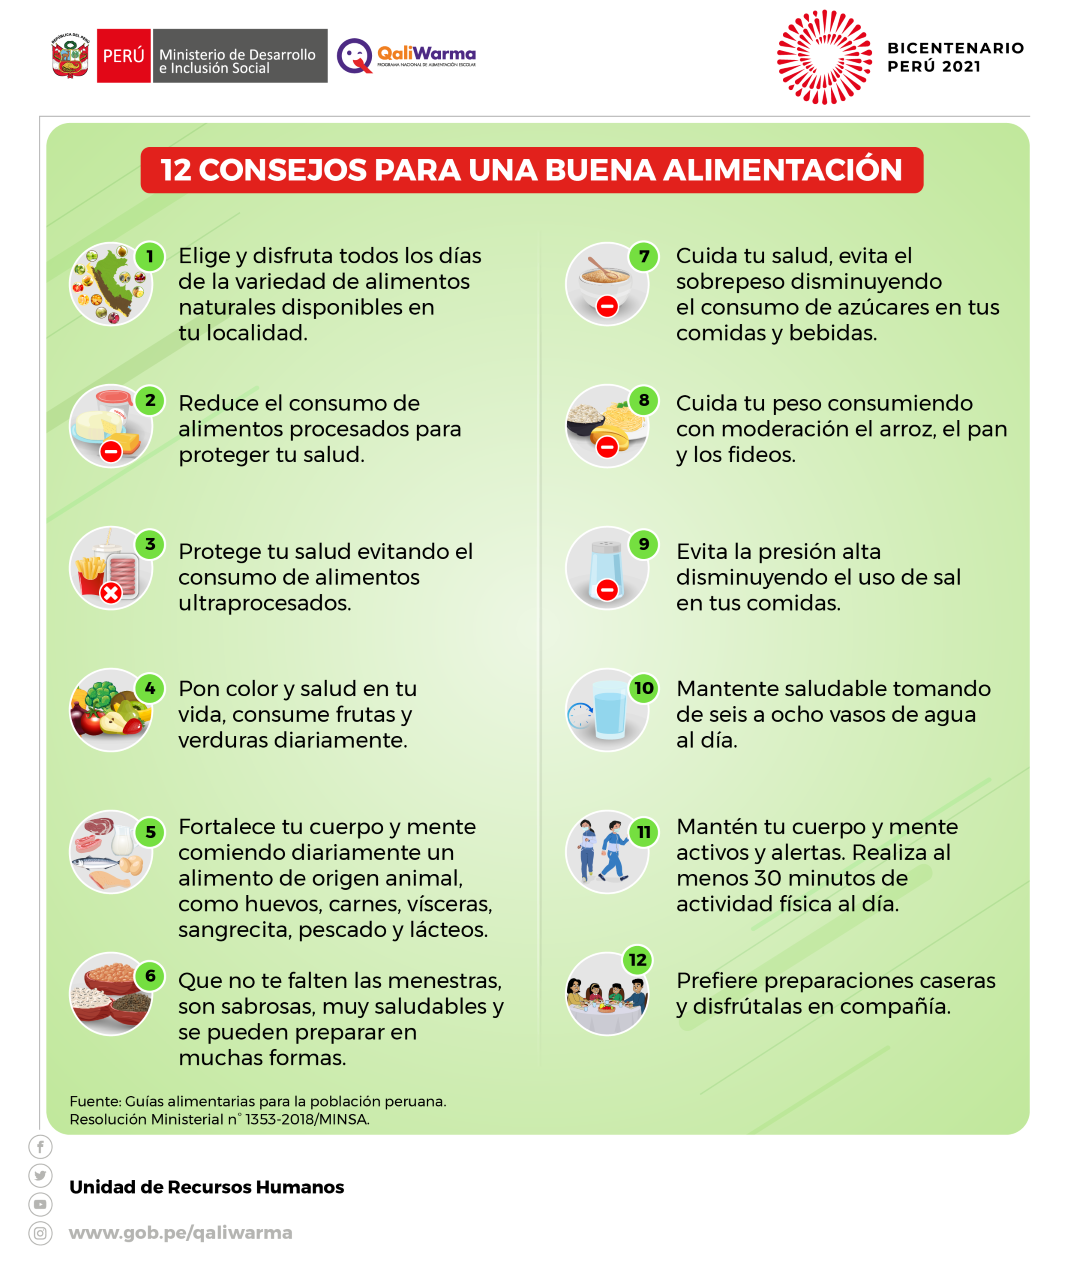 REPÚBLICA DEL PERÚ
PERÚ
Ministerio de Desarrollo
e Inclusión Social
QaliWarma
PROGRAMA NACIONAL DE ALIMENTACIÓN ESCOLAR
BICENTENARIO
PERÚ 2021
12 CONSEJOS PARA UNA BUENA ALIMENTACIÓN
1
Elige y disfruta todos los días
de la variedad de alimentos
naturales disponibles en
tu localidad.
2
Reduce el consumo de
alimentos procesados para
proteger tu salud.
3
Protege tu salud evitando el
consumo de alimentos
ultraprocesados.
4
Pon color y salud en tu
vida, consume frutas y
verduras diariamente.
5
Fortalece tu cuerpo y mente
comiendo diariamente un
alimento de origen animal,
como huevos, carnes, vísceras,
sangrecita, pescado y lácteos.
6
Que no te falten las menestras,
son sabrosas, muy saludables y
se pueden preparar en
muchas formas.
7
Cuida tu salud, evita el
sobrepeso disminuyendo
el consumo de azúcares en tus
comidas y bebidas.
8
Cuida tu peso consumiendo
con moderación el arroz, el pan
y los fideos.
9
Evita la presión alta
disminuyendo el uso de sal
en tus comidas.
10
Mantente saludable tomando
de seis a ocho vasos de agua
al día.
11
Mantén tu cuerpo y mente
activos y alertas. Realiza al
menos 30 minutos de
actividad física al día.
12
Prefiere preparaciones caseras
y disfrútalas en compañía.
Fuente: Guías alimentarias para la población peruana.
Resolución Ministerial n° 1353-2018/MINSA.
Unidad de Recursos Humanos
www.gob.pe/qaliwarma